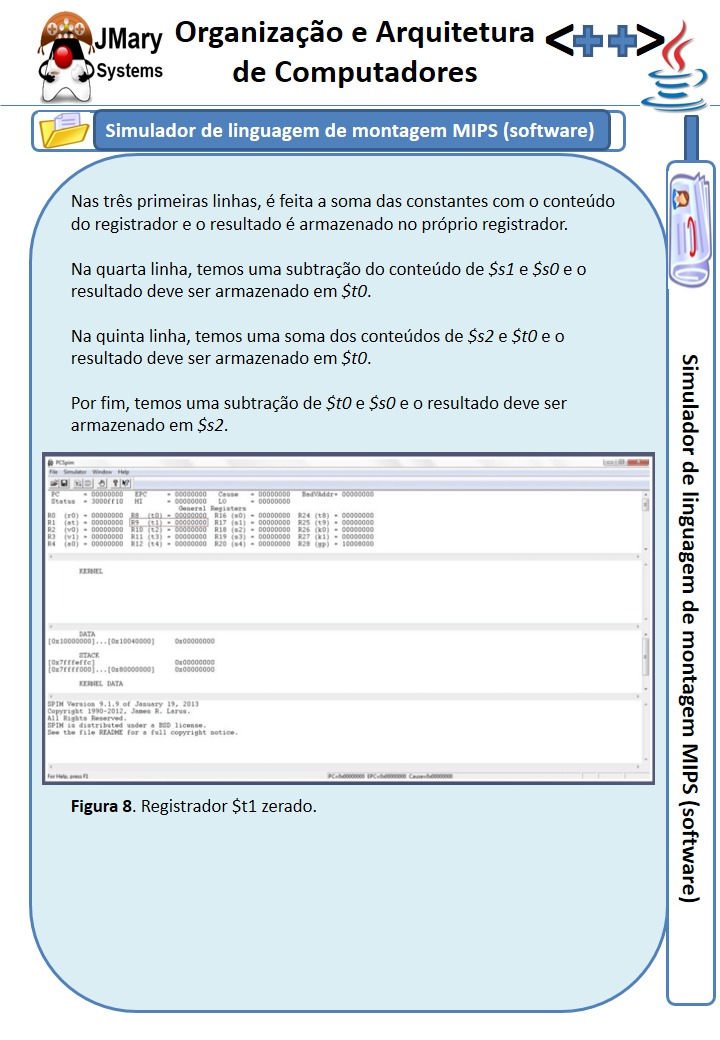 JMary
Systems
Organização e Arquitetura
de Computadores
<++>
Simulador de linguagem de montagem MIPS (software)
Nas três primeiras linhas, é feita a soma das constantes com o conteúdo
do registrador e o resultado é armazenado no próprio registrador.
Na quarta linha, temos uma subtração do conteúdo de $s1 e $s0 e o
resultado deve ser armazenado em $t0.
Na quinta linha, temos uma soma dos conteúdos de $s2 e $t0 e o
resultado deve ser armazenado em $t0.
Por fim, temos uma subtração de $t0 e $s0 e o resultado deve ser
armazenado em $s2.
PCSpim
File Simulator Window Help
PC = 00000000 EPC = 00000000 Cause = 00000000 BadVAddr= 00000000
Status = 3000ff10 HI = 00000000 LO = 00000000
General Registers
R0 (r0) = 00000000 R8 (t0) = 00000000 R16 (s0) = 00000000 R24 (t8) = 00000000
R1 (at) = 00000000 R9 (t1) = 00000000 R17 (s1) = 00000000 R25 (t9) = 00000000
R2 (v0) = 00000000 R10 (t2) = 00000000 R18 (s2) = 00000000 R26 (k0) = 00000000
R3 (v1) = 00000000 R11 (t3) = 00000000 R19 (s3) = 00000000 R27 (k1) = 00000000
R4 (a0) = 00000000 R12 (t4) = 00000000 R20 (s4) = 00000000 R28 (gp) = 10008000
KERNEL
DATA
[0x10000000]...[0x10040000] 0x00000000
STACK
[0x7fffeffc] 0x00000000
[0x7ffff000]...[0x80000000] 0x00000000
KERNEL DATA
SPIM Version 9.1.9 of January 19, 2013
Copyright 1990-2012, James R. Larus.
All Rights Reserved.
SPIM is distributed under a BSD license.
See the file README for a full copyright notice.
For Help, press F1
PC=0x00000000 EPC=0x00000000 Cause=0x00000000
Figura 8. Registrador $t1 zerado.
Simulador de linguagem de montagem MIPS (software)